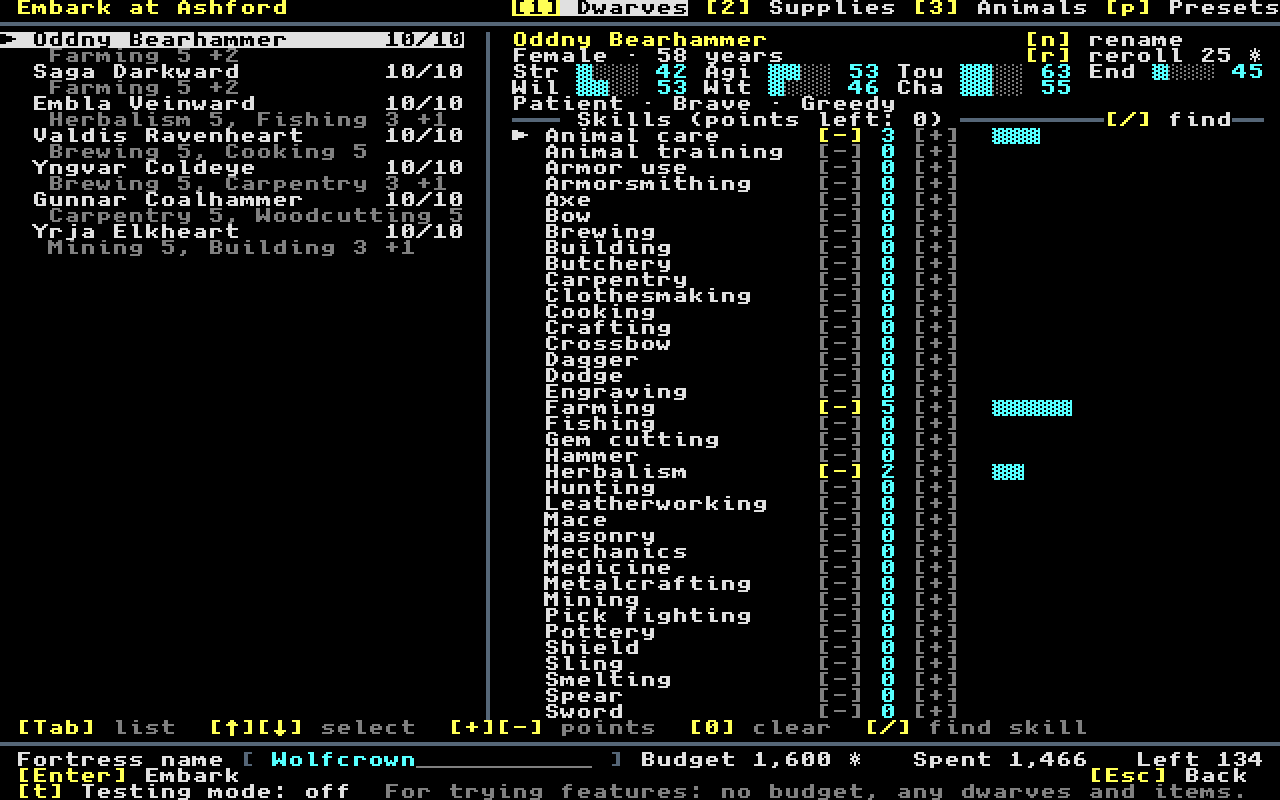 Embark at Ashford [1] Dwarves [2] Supplies [3] Animals [p] Presets
Oddny Bearhammer 10/10
Farming 5 +2
Saga Darkward 10/10
Farming 5 +2
Embla Veinward 10/10
Herbalism 5, Fishing 3 +1
Valdis Ravenheart 10/10
Brewing 5, Cooking 5
Yngvar Coldeye 10/10
Brewing 5, Carpentry 3 +1
Gunnar Coalhammer 10/10
Carpentry 5, Woodcutting 5
Yrja Elkheart 10/10
Mining 5, Building 3 +1
Oddny Bearhammer [n] rename
Female · 58 years [r] reroll 25 *
Str 42 Agi 53 Tou 63 End 45
Wil 53 Wit 46 Cha 55
Patient · Brave · Greedy
Skills (points left: 0) [/] find
Animal care [-] 3 [+]
Animal training [-] 0 [+]
Armor use [-] 0 [+]
Armorsmithing [-] 0 [+]
Axe [-] 0 [+]
Bow [-] 0 [+]
Brewing [-] 0 [+]
Building [-] 0 [+]
Butchery [-] 0 [+]
Carpentry [-] 0 [+]
Clothesmaking [-] 0 [+]
Cooking [-] 0 [+]
Crafting [-] 0 [+]
Crossbow [-] 0 [+]
Dagger [-] 0 [+]
Dodge [-] 0 [+]
Engraving [-] 0 [+]
Farming [-] 5 [+]
Fishing [-] 0 [+]
Gem cutting [-] 0 [+]
Hammer [-] 0 [+]
Herbalism [-] 2 [+]
Hunting [-] 0 [+]
Leatherworking [-] 0 [+]
Mace [-] 0 [+]
Masonry [-] 0 [+]
Mechanics [-] 0 [+]
Medicine [-] 0 [+]
Metalcrafting [-] 0 [+]
Mining [-] 0 [+]
Pick fighting [-] 0 [+]
Pottery [-] 0 [+]
Shield [-] 0 [+]
Sling [-] 0 [+]
Smelting [-] 0 [+]
Spear [-] 0 [+]
Sword [-] 0 [+]
[Tab] list [↑][↓] select [+][-] points [0] clear [/] find skill
Fortress name [ Wolfcrown___________ ] Budget 1,600 * Spent 1,466 Left 134
[Enter] Embark [Esc] Back
[t] Testing mode: off For trying features: no budget, any dwarves and items.